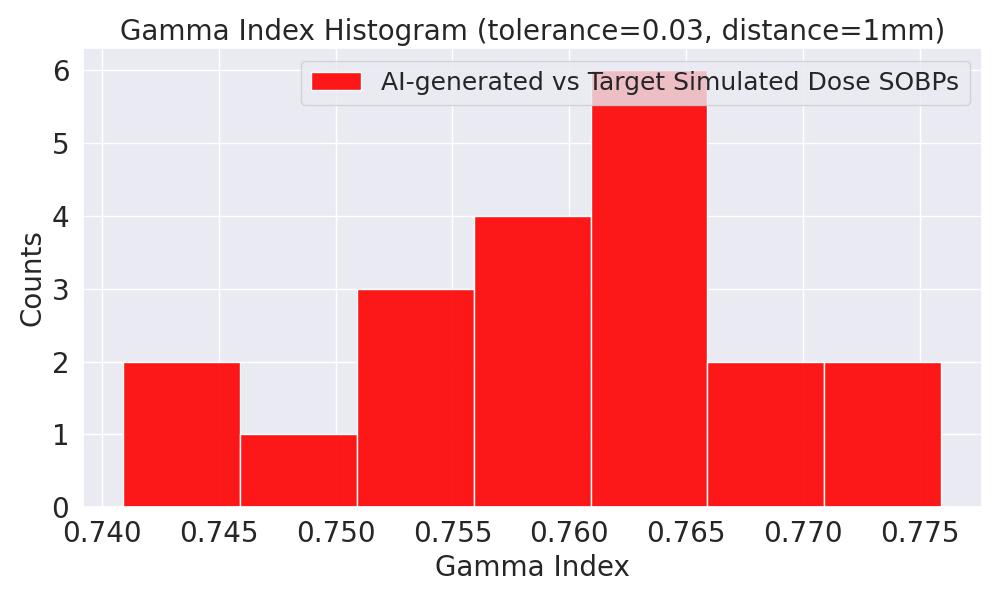 Gamma Index Histogram (tolerance=0.03, distance=1mm)
AI-generated vs Target Simulated Dose SOBPs
6
5
4
3
2
1
0
Counts
0.740 0.745 0.750 0.755 0.760 0.765 0.770 0.775
Gamma Index